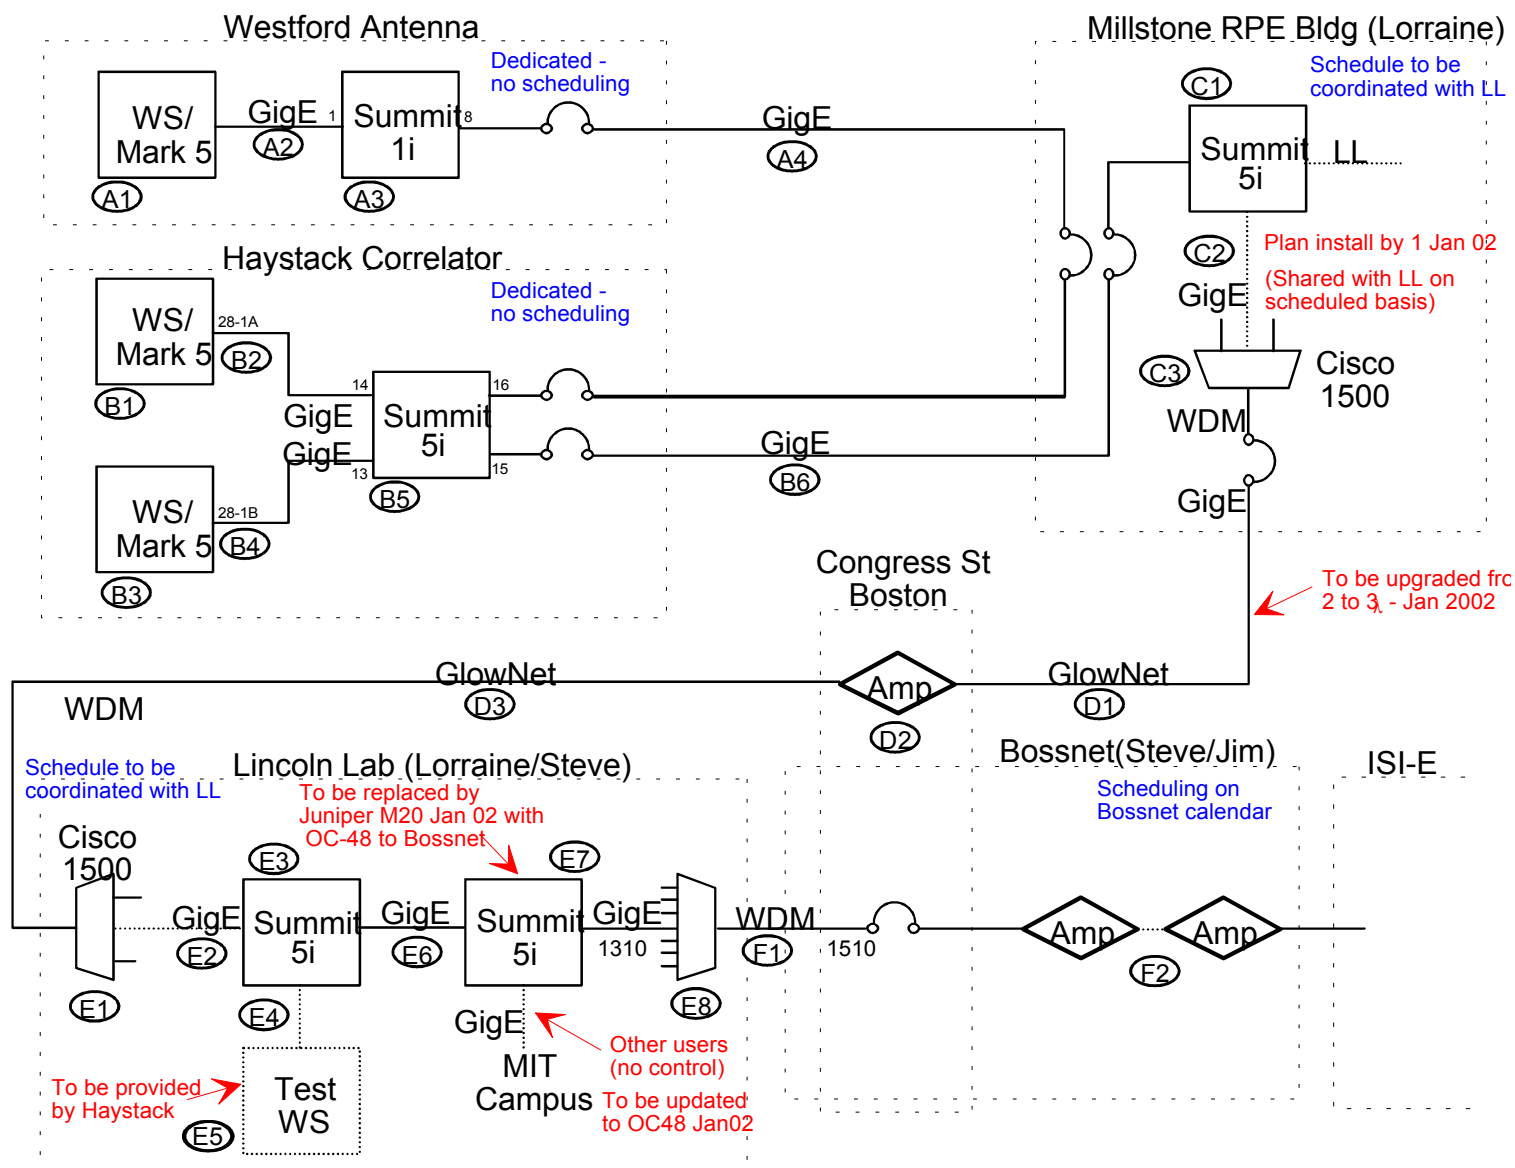 Westford Antenna
Dedicated -
no scheduling
WS/
Mark 5
A1
GigE
A2
1
Summit
1i
8
A3
GigE
A4
Millstone RPE Bldg (Lorraine)
Schedule to be
coordinated with LL
C1
Summit
5i
LL
C2
Plan install by 1 Jan 02
(Shared with LL on
scheduled basis)
GigE
C3
Cisco
1500
WDM
GigE
Haystack Correlator
Dedicated -
no scheduling
WS/
Mark 5
28-1A
B2
B1
14
GigE
GigE
13
Summit
5i
16
15
B5
WS/
Mark 5
28-1B
B4
B3
GigE
B6
To be upgraded fro
2 to 3λ - Jan 2002
Congress St
Boston
Amp
D2
GlowNet
D1
GlowNet
D3
WDM
Lincoln Lab (Lorraine/Steve)
Schedule to be
coordinated with LL
To be replaced by
Juniper M20 Jan 02 with
OC-48 to Bossnet
Cisco
1500
E1
GigE
E2
E3
Summit
5i
E4
GigE
E6
E7
Summit
5i
GigE
1310
E8
WDM
F1
1510
To be provided
by Haystack
Test
WS
E5
GigE
MIT
Campus
Other users
(no control)
To be updated
to OC48 Jan02
Bossnet(Steve/Jim)
Scheduling on
Bossnet calendar
Amp
Amp
F2
ISI-E